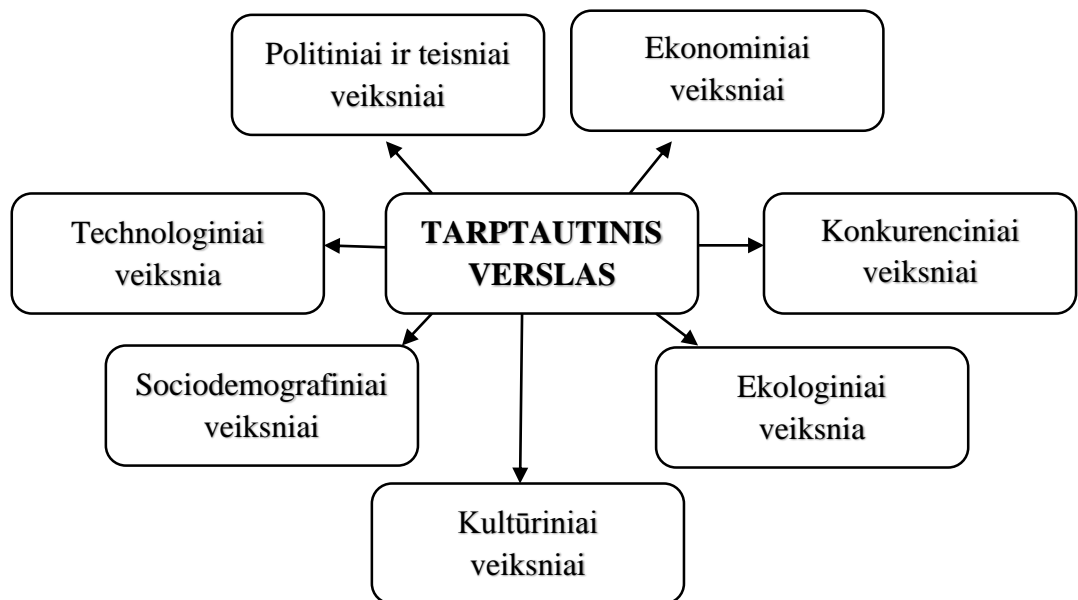 Politiniai ir teisniai
veiksniai
Ekonominiai
veiksniai
Technologiniai
veiksnia
TARPTAUTINIS
VERSLAS
Konkurenciniai
veiksniai
Sociodemografiniai
veiksniai
Ekologiniai
veiksnia
Kultūriniai
veiksniai